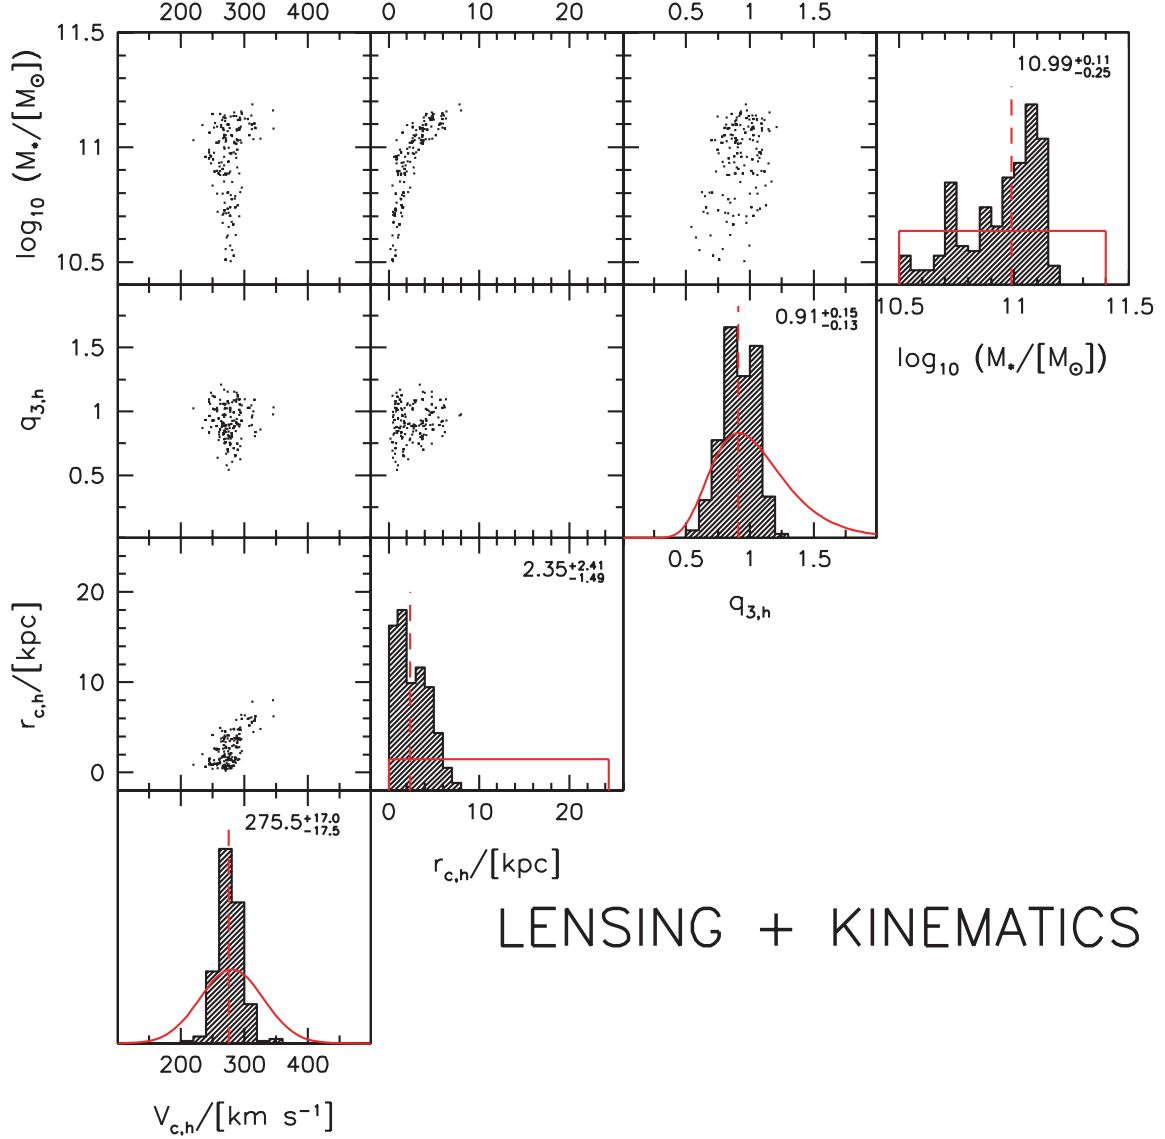 200 300 400 0 10 20 0.5 1 1.5
11.5
11
10.5
log₁₀ (M*/[M⊙])
10.99+0.11−0.25
10.5 11 11.5
log₁₀ (M*/[M⊙])
1.5
1
0.5
q₃,ₕ
0.91+0.15−0.13
0.5 1 1.5
q₃,ₕ
20
10
0
r_c,h/[kpc]
2.35+2.41−1.49
0 10 20
r_c,h/[kpc]
275.5+17.0−17.5
200 300 400
V_c,h/[km s⁻¹]
LENSING + KINEMATICS